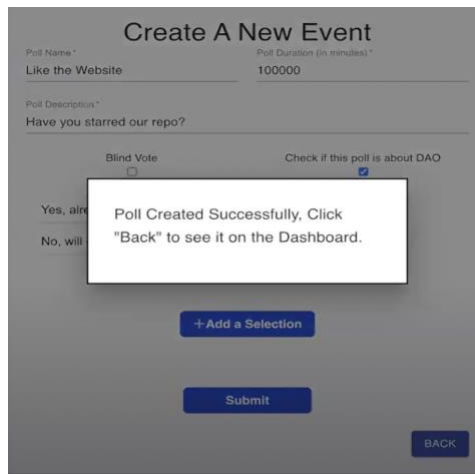 Create A New Event
Poll Name *
Poll Duration (in minutes) *
Like the Website
100000
Poll Description *
Have you starred our repo?
Blind Vote
Check if this poll is about DAO
Yes, alre
Poll Created Successfully, Click
"Back" to see it on the Dashboard.
No, will
+Add a Selection
Submit
BACK